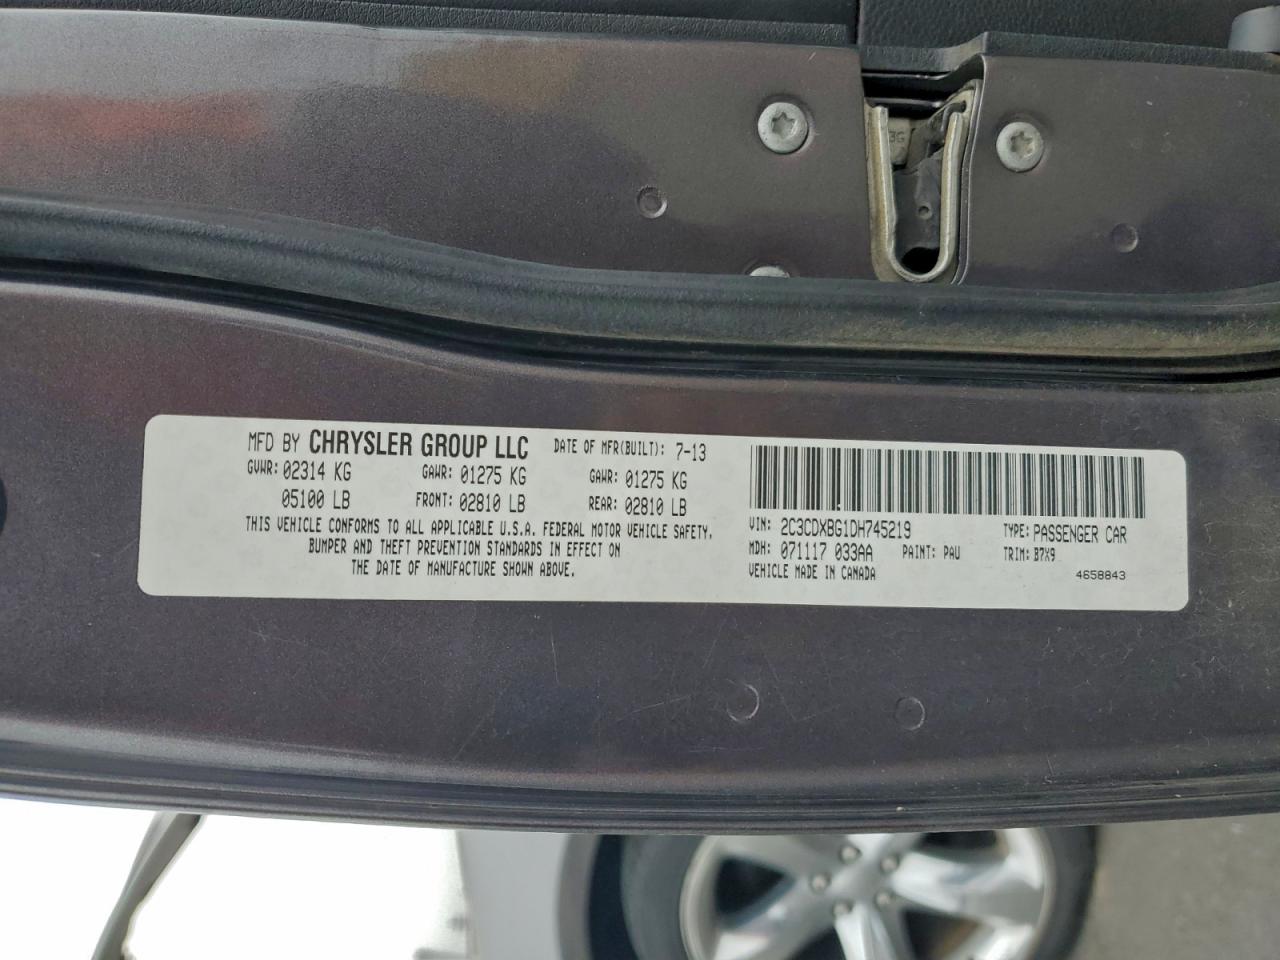 MFD BY CHRYSLER GROUP LLC DATE OF MFR(BUILT): 7-13
GVWR: 02314 KG GAWR: 01275 KG GAWR: 01275 KG
05100 LB FRONT: 02810 LB REAR: 02810 LB
THIS VEHICLE CONFORMS TO ALL APPLICABLE U.S.A. FEDERAL MOTOR VEHICLE SAFETY,
BUMPER AND THEFT PREVENTION STANDARDS IN EFFECT ON
THE DATE OF MANUFACTURE SHOWN ABOVE.
VIN: 2C3CDXBG1DH745219 TYPE: PASSENGER CAR
MDH: 071117 033AA PAINT: PAU TRIM: B7X9
VEHICLE MADE IN CANADA 4658843